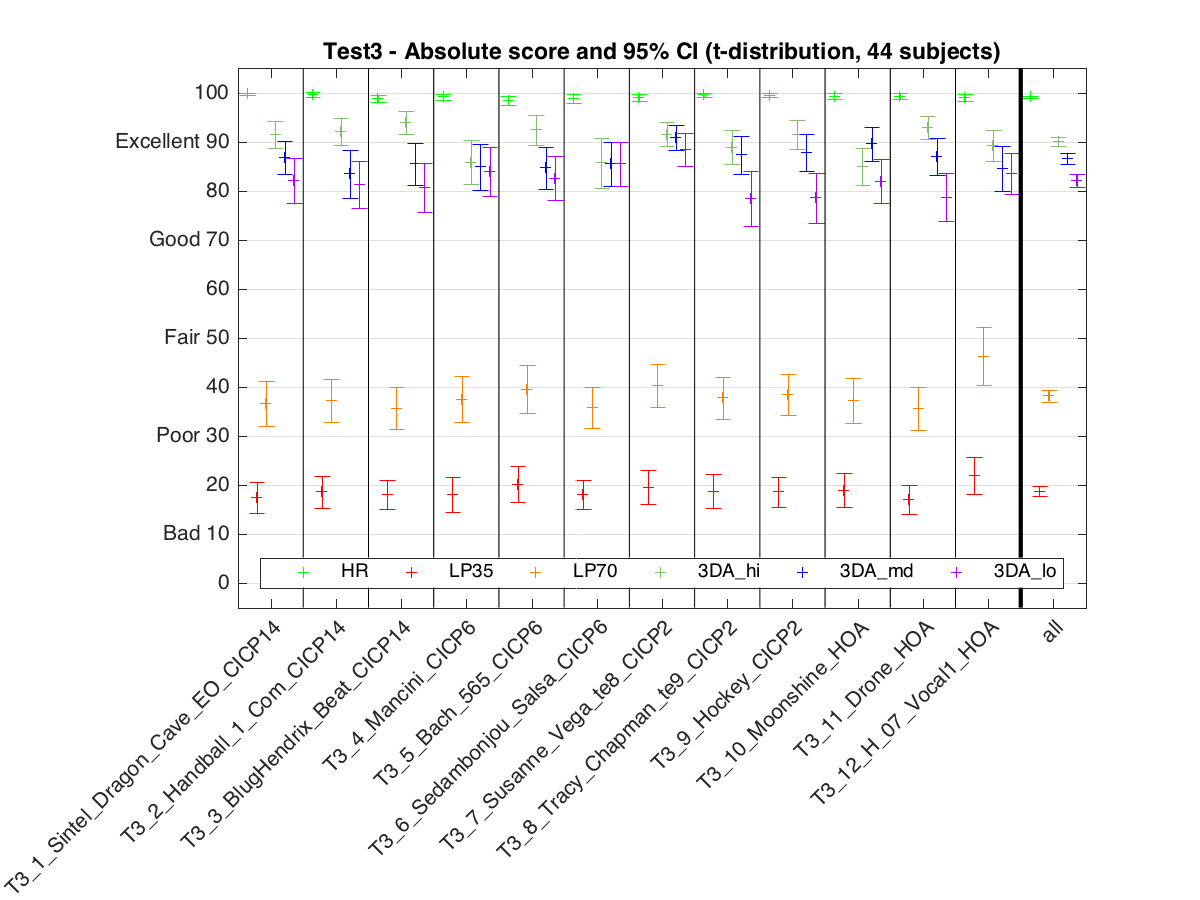 Test3 - Absolute score and 95% CI (t-distribution, 44 subjects)
100
Excellent 90
80
Good 70
60
Fair 50
40
Poor 30
20
Bad 10
0
HR LP35 LP70 3DA_hi 3DA_md 3DA_lo
T3_1_Sintel_Dragon_Cave_EO_CICP14
T3_2_Handball_1_Com_CICP14
T3_3_BlugHendrix_Beat_CICP14
T3_4_Mancini_CICP6
T3_5_Bach_565_CICP6
T3_6_Sedambonjou_Salsa_CICP6
T3_7_Susanne_Vega_te8_CICP2
T3_8_Tracy_Chapman_te9_CICP2
T3_9_Hockey_CICP2
T3_10_Moonshine_HOA
T3_11_Drone_HOA
T3_12_H_07_Vocal1_HOA
all